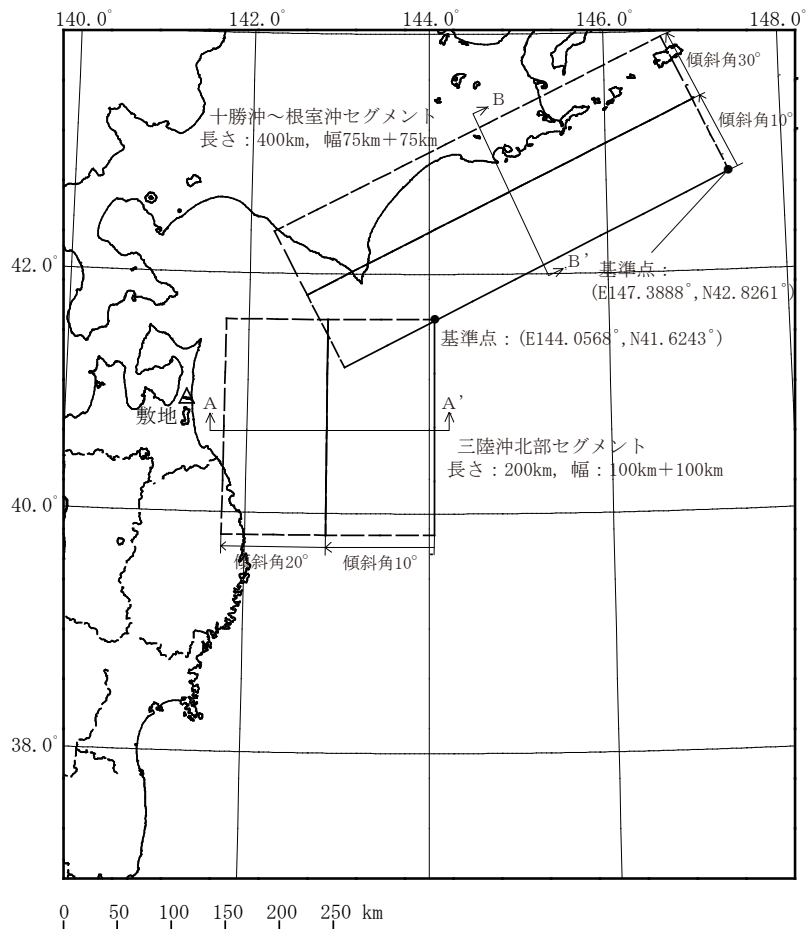 140.0° 142.0° 144.0° 146.0° 148.0°
傾斜角30°
B
十勝沖～根室沖セグメント
長さ：400km, 幅75km＋75km
傾斜角10°
42.0°
B'
基準点：
(E147.3888°,N42.8261°)
基準点：(E144.0568°,N41.6243°)
A A'
敷地
三陸沖北部セグメント
長さ：200km, 幅：100km＋100km
40.0°
傾斜角20° 傾斜角10°
38.0°
0 50 100 150 200 250 km